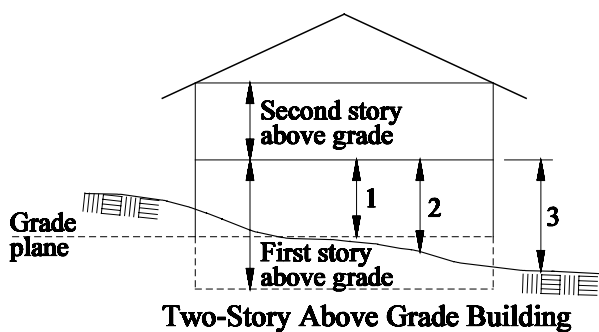 Second story
above grade
1
2
3
Grade
plane
First story
above grade
Two-Story Above Grade Building